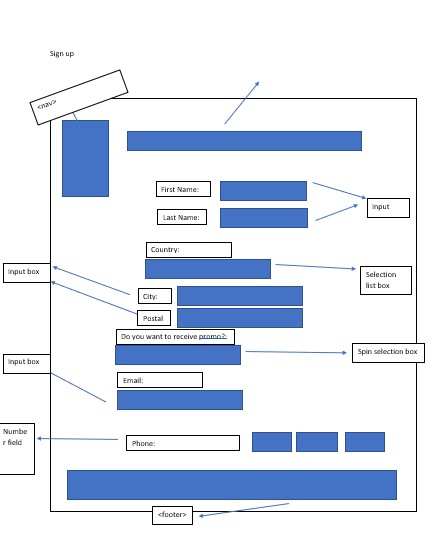 Sign up
<nav>
First Name:
Input
Last Name:
Country:
Input box
Selection
list box
City:
Postal
Do you want to receive promo?:
Spin selection box
Input box
Email:
Numbe
r field
Phone:
<footer>